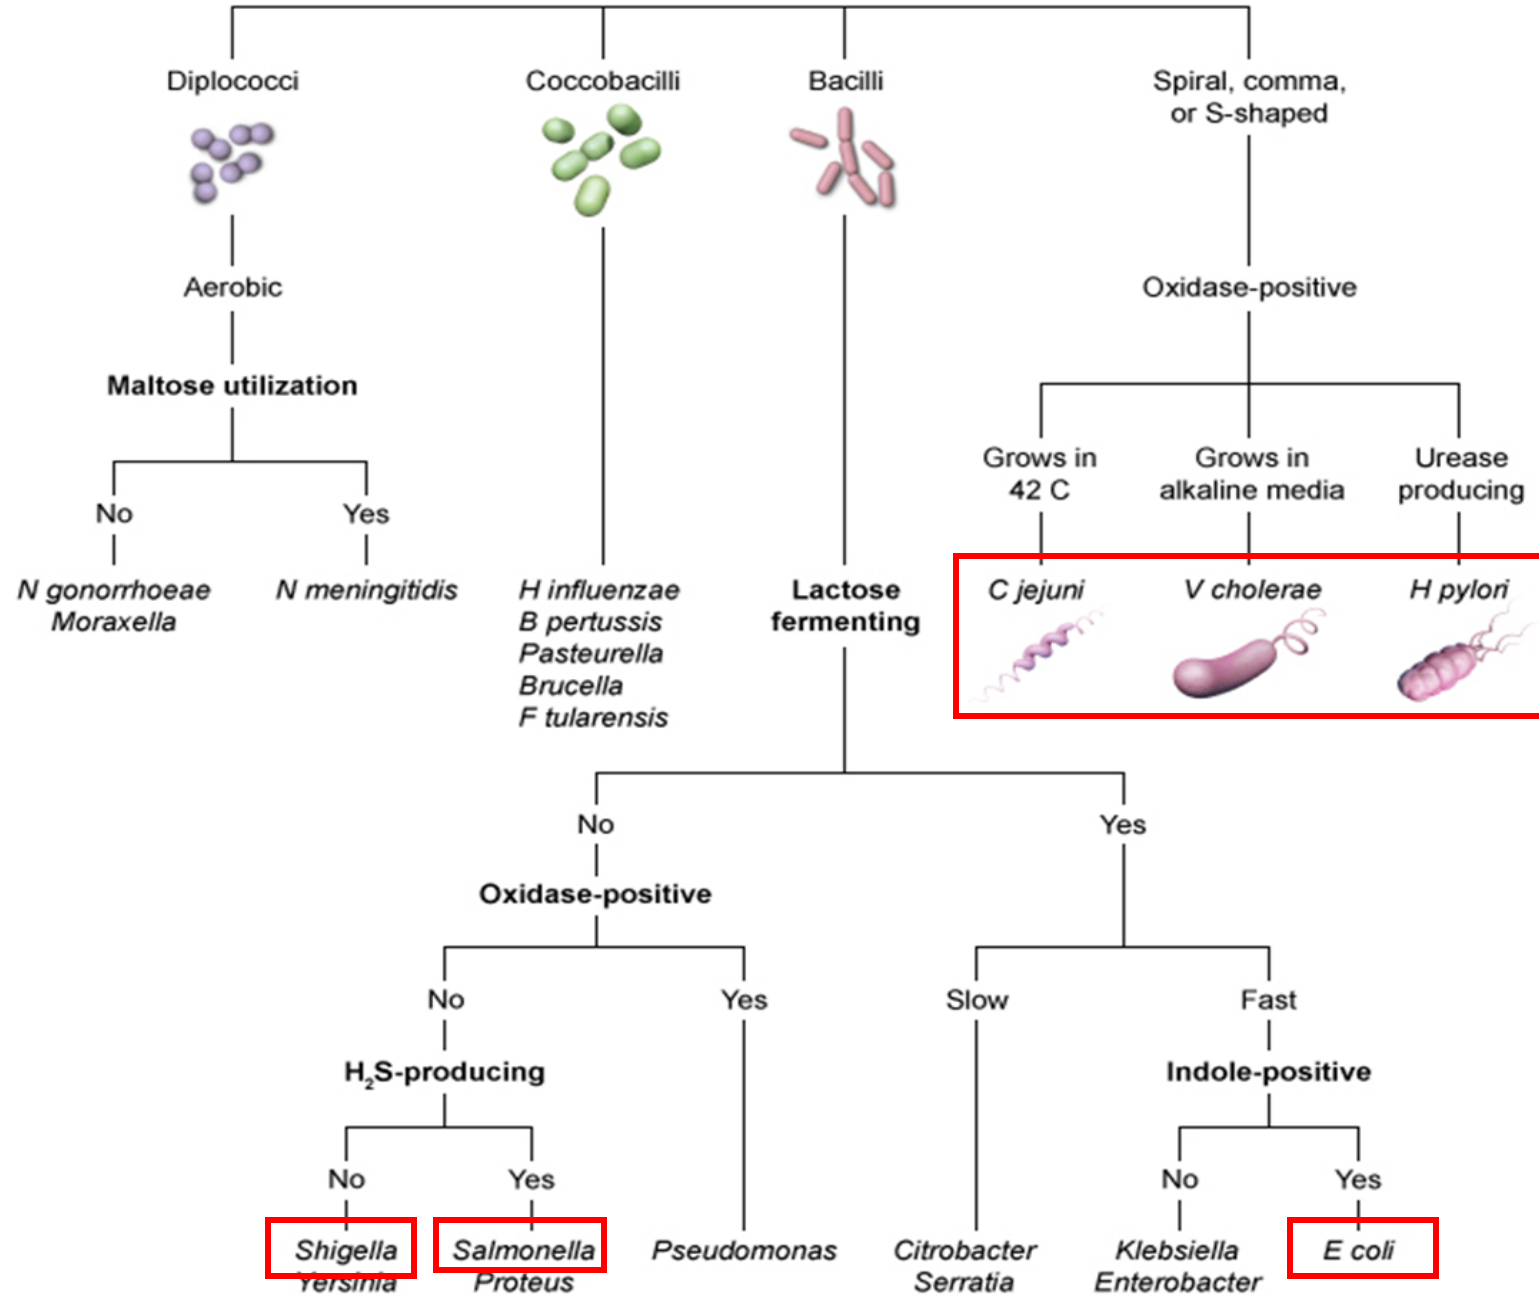 Diplococci
Coccobacilli
Bacilli
Spiral, comma,
or S-shaped
Aerobic
Oxidase-positive
Maltose utilization
No
Yes
Grows in
42 C
Grows in
alkaline media
Urease
producing
N gonorrhoeae
Moraxella
N meningitidis
H influenzae
B pertussis
Pasteurella
Brucella
F tularensis
Lactose
fermenting
C jejuni
V cholerae
H pylori
No
Yes
Oxidase-positive
No
Yes
Slow
Fast
H₂S-producing
Indole-positive
No
Yes
No
Yes
Shigella
Yersinia
Salmonella
Proteus
Pseudomonas
Citrobacter
Serratia
Klebsiella
Enterobacter
E coli